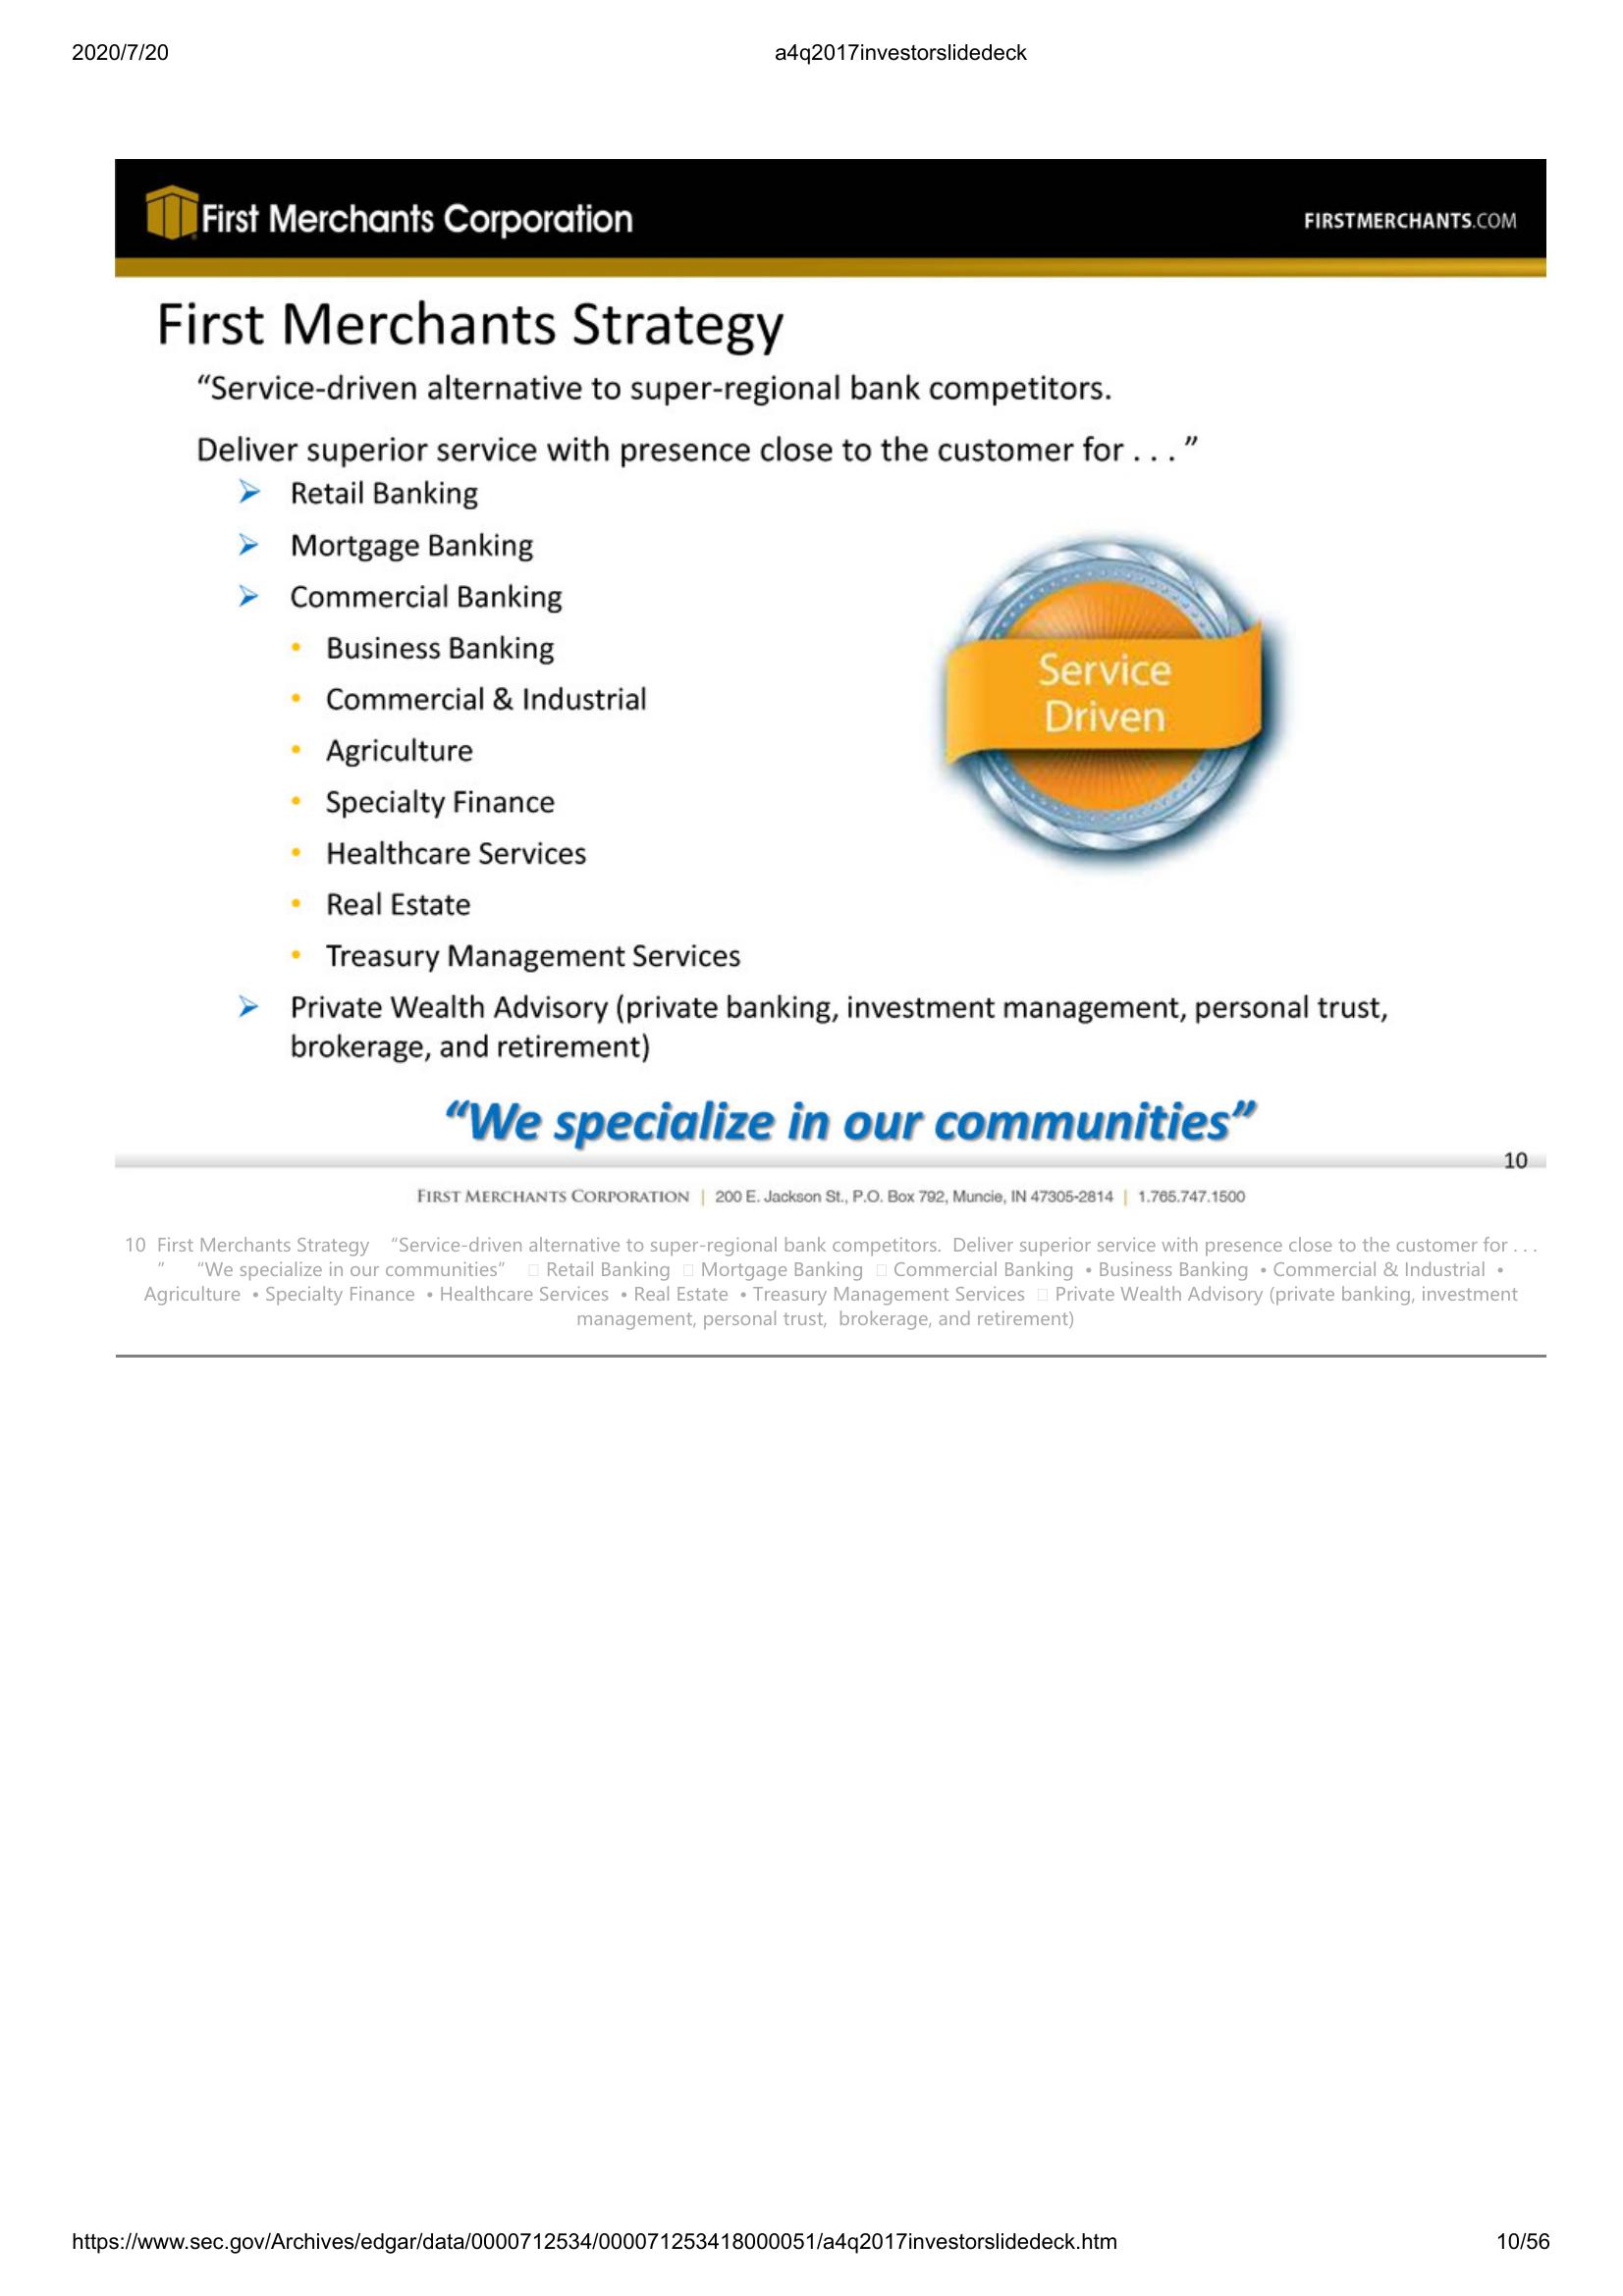 2020/7/20
a4q2017investorslidedeck
First Merchants Corporation
FIRSTMERCHANTS.COM
First Merchants Strategy
“Service-driven alternative to super-regional bank competitors.
Deliver superior service with presence close to the customer for . . . ”
➢ Retail Banking
➢ Mortgage Banking
➢ Commercial Banking
• Business Banking
• Commercial & Industrial
• Agriculture
• Specialty Finance
• Healthcare Services
• Real Estate
• Treasury Management Services
Service
Driven
➢ Private Wealth Advisory (private banking, investment management, personal trust,
brokerage, and retirement)
“We specialize in our communities”
10
FIRST MERCHANTS CORPORATION | 200 E. Jackson St., P.O. Box 792, Muncie, IN 47305-2814 | 1.765.747.1500
10 First Merchants Strategy “Service-driven alternative to super-regional bank competitors. Deliver superior service with presence close to the customer for . . .
” “We specialize in our communities” □ Retail Banking □ Mortgage Banking □ Commercial Banking • Business Banking • Commercial & Industrial •
Agriculture • Specialty Finance • Healthcare Services • Real Estate • Treasury Management Services □ Private Wealth Advisory (private banking, investment
management, personal trust, brokerage, and retirement)
https://www.sec.gov/Archives/edgar/data/0000712534/000071253418000051/a4q2017investorslidedeck.htm
10/56